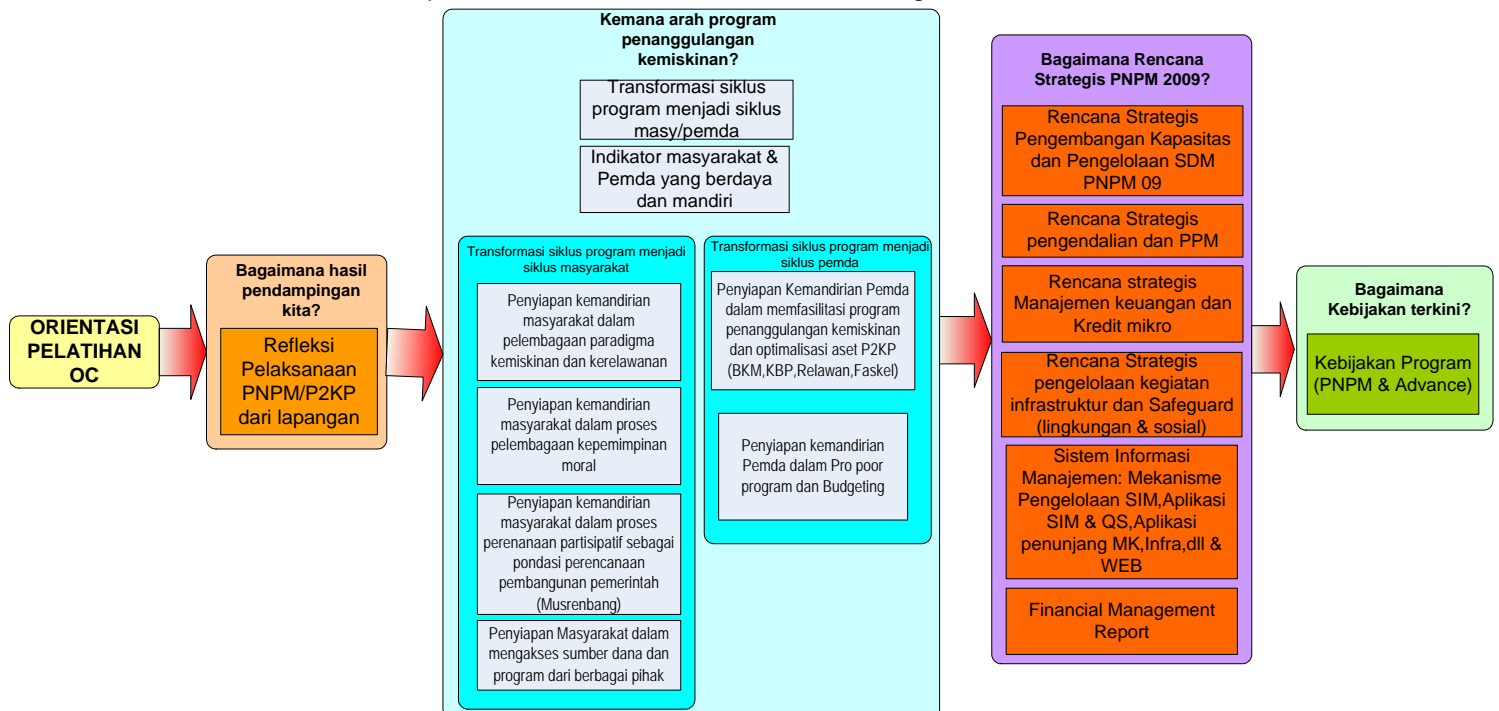 ORIENTASI
PELATIHAN
OC
Bagaimana hasil
pendampingan
kita?
Refleksi
Pelaksanaan
PNPM/P2KP
dari lapangan
Kemana arah program
penanggulangan
kemiskinan?
Transformasi siklus
program menjadi siklus
masy/pemda
Indikator masyarakat &
Pemda yang berdaya
dan mandiri
Transformasi siklus program menjadi
siklus masyarakat
Penyiapan kemandirian
masyarakat dalam
pelembagaan paradigma
kemiskinan dan kerelawanan
Penyiapan kemandirian
masyarakat dalam proses
pelembagaan kepemimpinan
moral
Penyiapan kemandirian
masyarakat dalam proses
perenanaan partisipatif sebagai
pondasi perencanaan
pembangunan pemerintah
(Musrenbang)
Penyiapan Masyarakat dalam
mengakses sumber dana dan
program dari berbagai pihak
Transformasi siklus program menjadi
siklus pemda
Penyiapan Kemandirian Pemda
dalam memfasilitasi program
penanggulangan kemiskinan
dan optimalisasi aset P2KP
(BKM,KBP,Relawan,Faskel)
Penyiapan kemandirian
Pemda dalam Pro poor
program dan Budgeting
Bagaimana Rencana
Strategis PNPM 2009?
Rencana Strategis
Pengembangan Kapasitas
dan Pengelolaan SDM
PNPM 09
Rencana Strategis
pengendalian dan PPM
Rencana strategis
Manajemen keuangan dan
Kredit mikro
Rencana Strategis
pengelolaan kegiatan
infrastruktur dan Safeguard
(lingkungan & sosial)
Sistem Informasi
Manajemen: Mekanisme
Pengelolaan SIM,Aplikasi
SIM & QS,Aplikasi
penunjang MK,Infra,dll &
WEB
Financial Management
Report
Bagaimana
Kebijakan terkini?
Kebijakan Program
(PNPM & Advance)